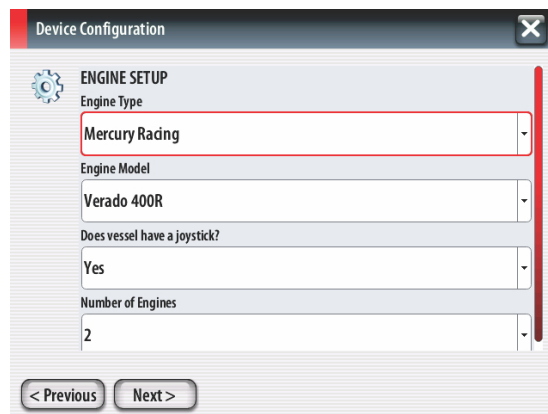 Device Configuration
ENGINE SETUP
Engine Type
Mercury Racing
Engine Model
Verado 400R
Does vessel have a joystick?
Yes
Number of Engines
2
< Previous Next >